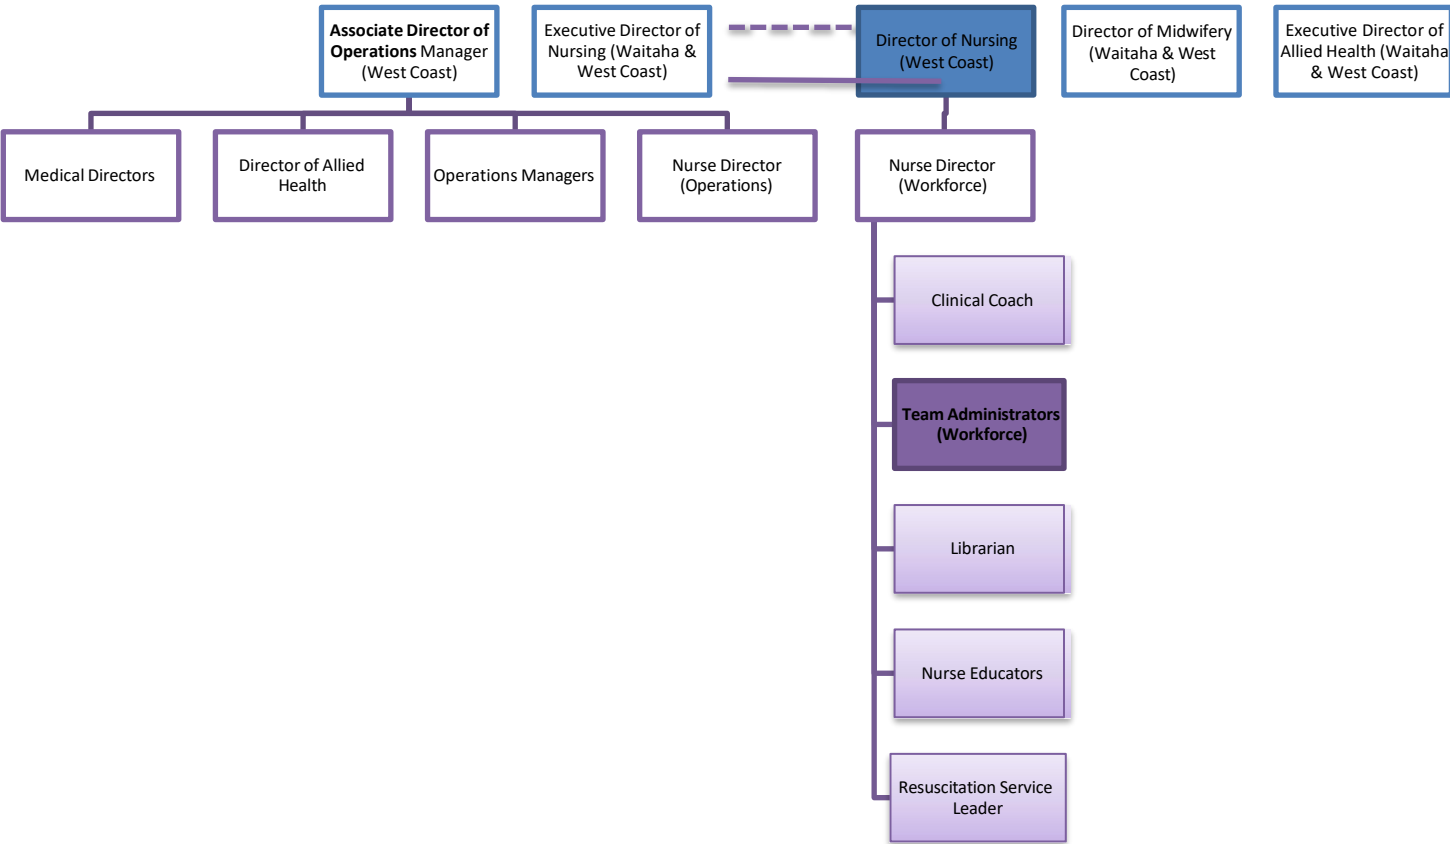 Associate Director of
Operations Manager
(West Coast)
Executive Director of
Nursing (Waitaha &
West Coast)
Director of Nursing
(West Coast)
Director of Midwifery
(Waitaha & West
Coast)
Executive Director of
Allied Health (Waitaha
& West Coast)
Medical Directors
Director of Allied
Health
Operations Managers
Nurse Director
(Operations)
Nurse Director
(Workforce)
Clinical Coach
Team Administrators
(Workforce)
Librarian
Nurse Educators
Resuscitation Service
Leader